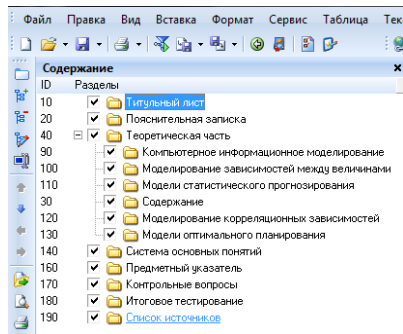 Файл Правка Вид Вставка Формат Сервис Таблица Тек
Содержание
ID Разделы
10 Титульный лист
20 Пояснительная записка
40 Теоретическая часть
90 Компьютерное информационное моделирование
100 Моделирование зависимостей между величинами
110 Модели статистического прогнозирования
30 Содержание
120 Моделирование корреляционных зависимостей
130 Модели оптимального планирования
140 Система основных понятий
160 Предметный указатель
170 Контрольные вопросы
180 Итоговое тестирование
190 Список источников